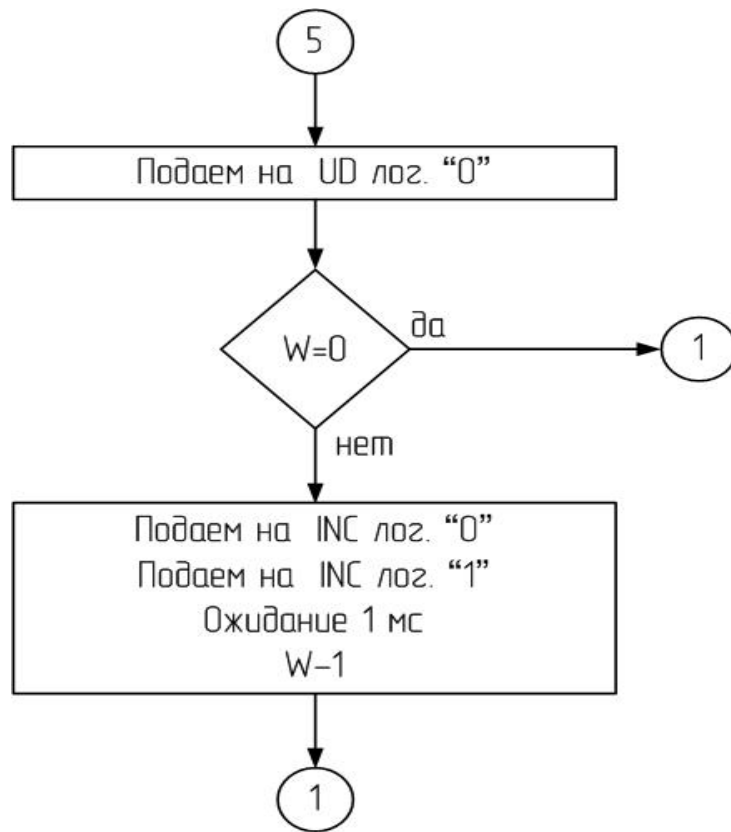 5
Подаем на UD лог. “0”
W=0
да
1
нет
Подаем на INC лог. “0”
Подаем на INC лог. “1”
Ожидание 1 мс
W-1
1